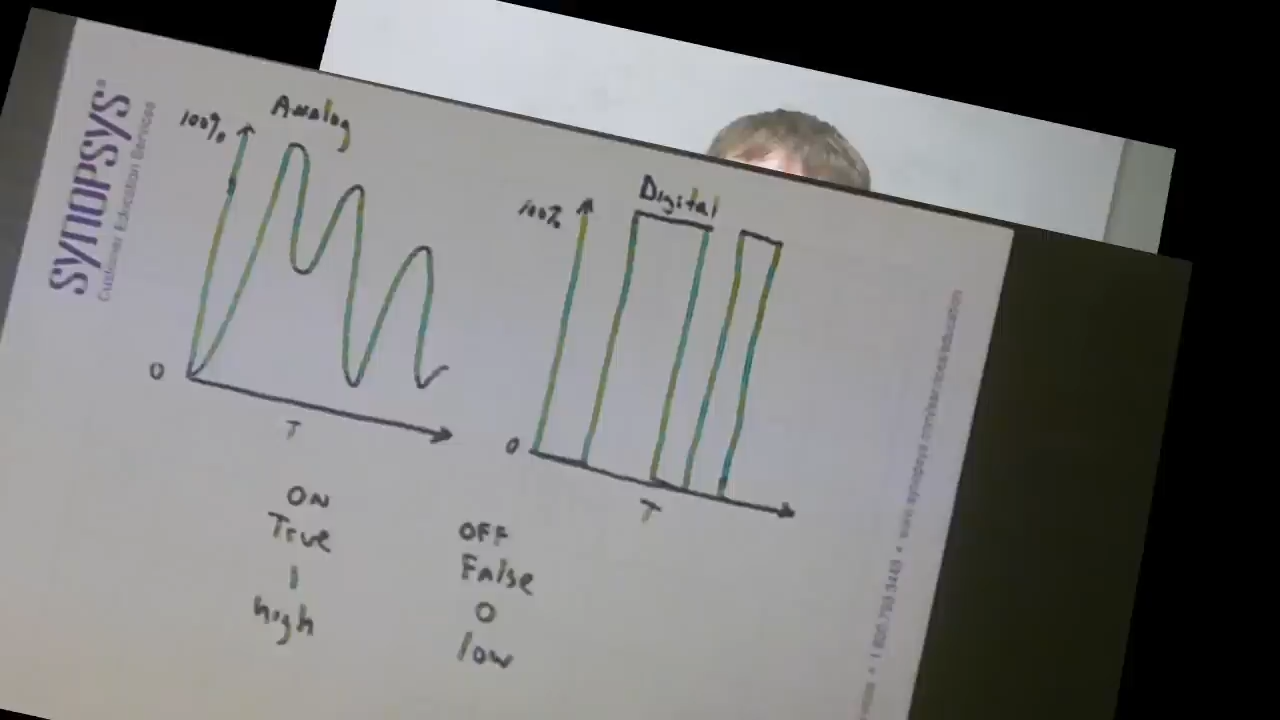 SYNOPSYS®
Customer Education Services
Analog
100%
0
T
Digital
100%
0
T
ON OFF
True False
1 0
high low